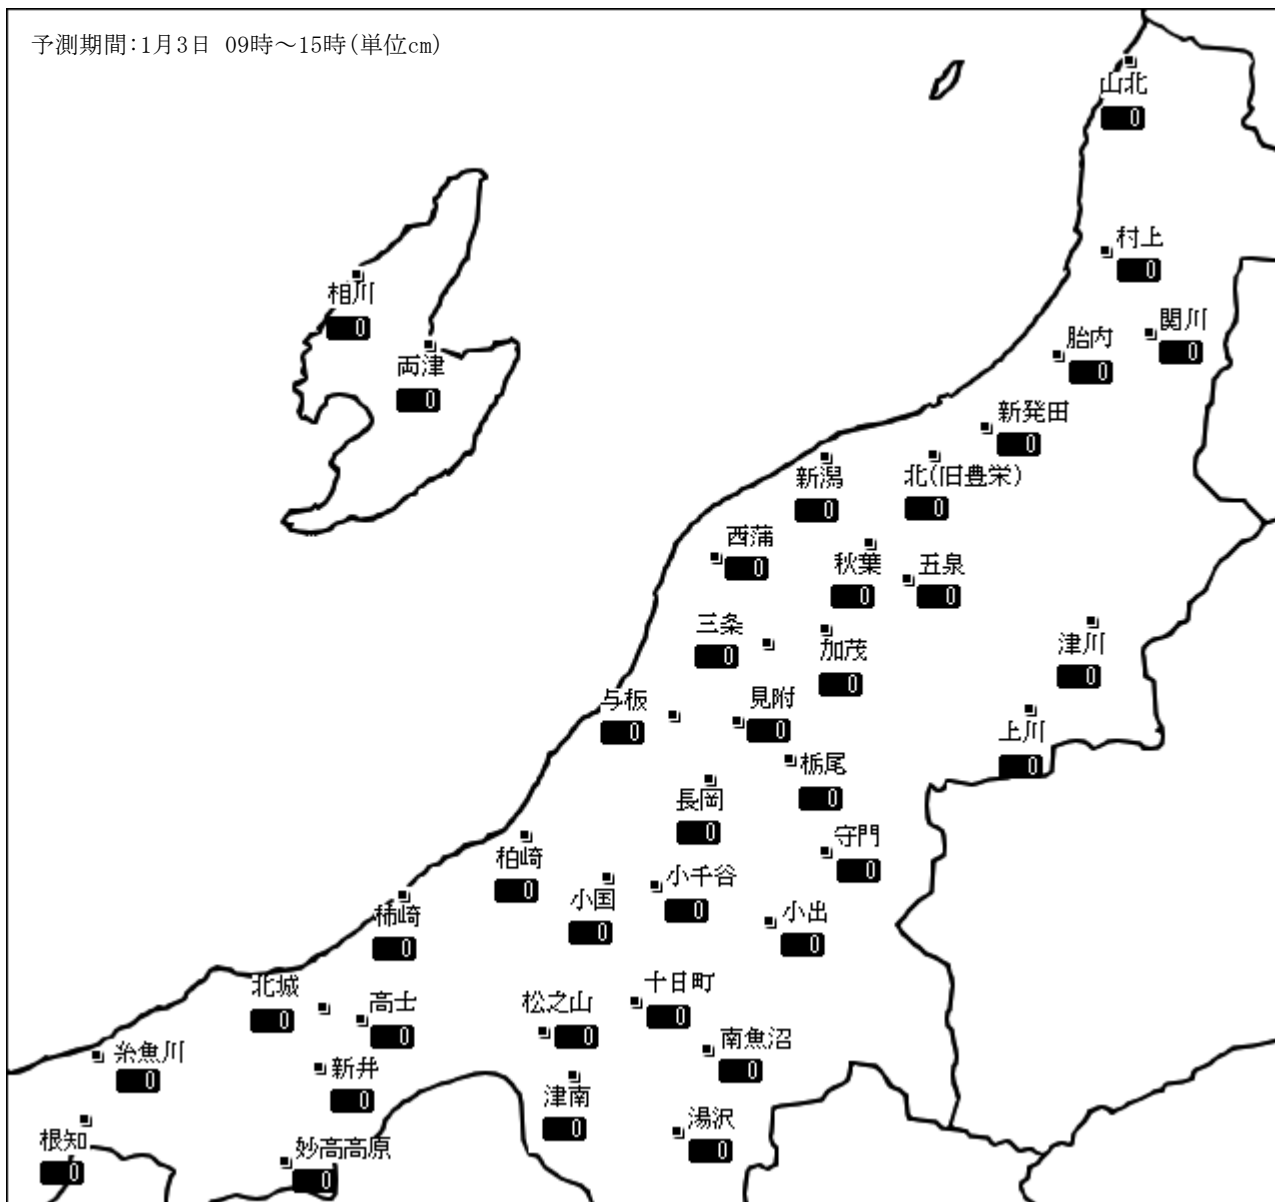 予測期間:1月3日 09時～15時(単位cm)
山北
0
村上
0
相川
0
関川
0
胎内
0
両津
0
新発田
0
新潟
0
北(旧豊栄)
0
西蒲
0
秋葉
0
五泉
0
三条
0
加茂
0
津川
0
与板
0
見附
0
上川
0
栃尾
0
長岡
0
守門
0
柏崎
0
小千谷
0
小国
0
小出
0
柿崎
0
北城
0
高士
0
松之山
0
十日町
0
南魚沼
0
糸魚川
0
新井
0
津南
0
湯沢
0
根知
0
妙高高原
0